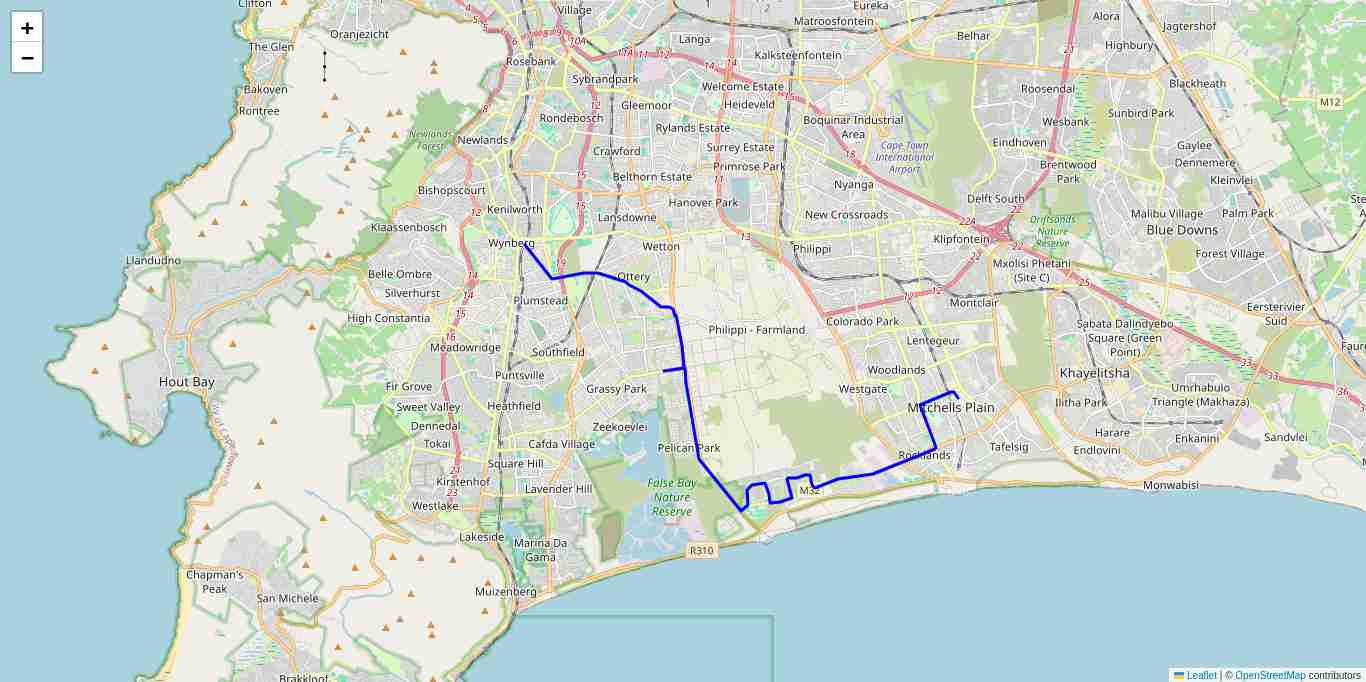 +
−
Clifton
Village
Eureka
Alora
Oranjezicht
Matroosfontein
Jagtershof
Belhar
Langa
Highbury
The Glen
10A
Kalksteenfontein
Rosebank
Sybrandpark
Blackheath
Bakoven
Welcome Estate
Roosendal
M12
Rontree
Gleemoor
Heideveld
Sunbird Park
Rondebosch
Boquinar Industrial
Area
Wesbank
Newlands
Forest
Newlands
Rylands Estate
Eindhoven
Cape Town
International
Airport
Surrey Estate
Gaylee
Crawford
Dennemere
Primrose Park
Brentwood
Park
Belthorn Estate
Kleinvlei
Bishopscourt
Nyanga
Delft South
Hanover Park
Kenilworth
Lansdowne
New Crossroads
Malibu Village
Palm Park
Klaassenbosch
Driftsands
Nature
Reserve
Blue Downs
22A
Klipfontein
Wynberg
Wetton
Philippi
Forest Village
Llandudno
Mxolisi Phetani
(Site C)
Belle Ombre
Ottery
Silverhurst
Plumstead
Montclair
Eerstervier
Suid
High Constantia
Colorado Park
Sabata Dalindyebo
Square (Green
Point)
Philippi - Farmland
Lentegeur
Meadowridge
Southfield
Hout Bay
Puntsville
Woodlands
Khayelitsha
Fir Grove
Grassy Park
Westgate
Umrhabulo
Triangle (Makhaza)
Sweet Valley
Heathfield
Mitchells Plain
Ilitha Park
Dennedal
Zeekoevlei
Harare
Enkanini
Sandvlei
Tokai
Cafda Village
Pelican Park
Tafelsig
Endlovini
Rocklands
Square Hill
Kirstenhof
Lavender Hill
False Bay
Nature
Reserve
M32
Monwabisi
Westlake
Lakeside
Marina Da
Gama
R310
Chapman's
Peak
San Michele
Muizenberg
Brakkloof
Leaflet | © OpenStreetMap contributors